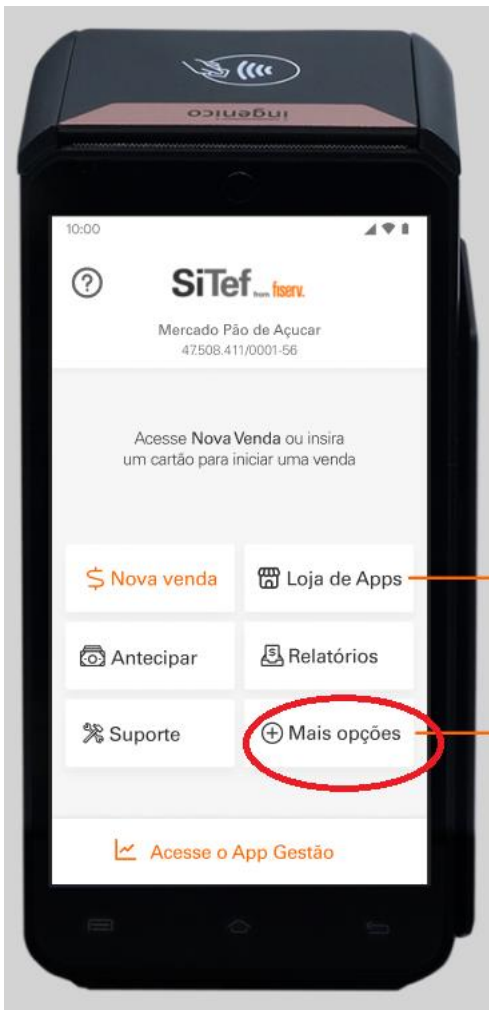 ingenico
10:00
SiTef from fiserv.
Mercado Pão de Açucar
47.508.411/0001-56
Acesse Nova Venda ou insira
um cartão para iniciar uma venda
Nova venda
Loja de Apps
Antecipar
Relatórios
Suporte
Mais opções
Acesse o App Gestão